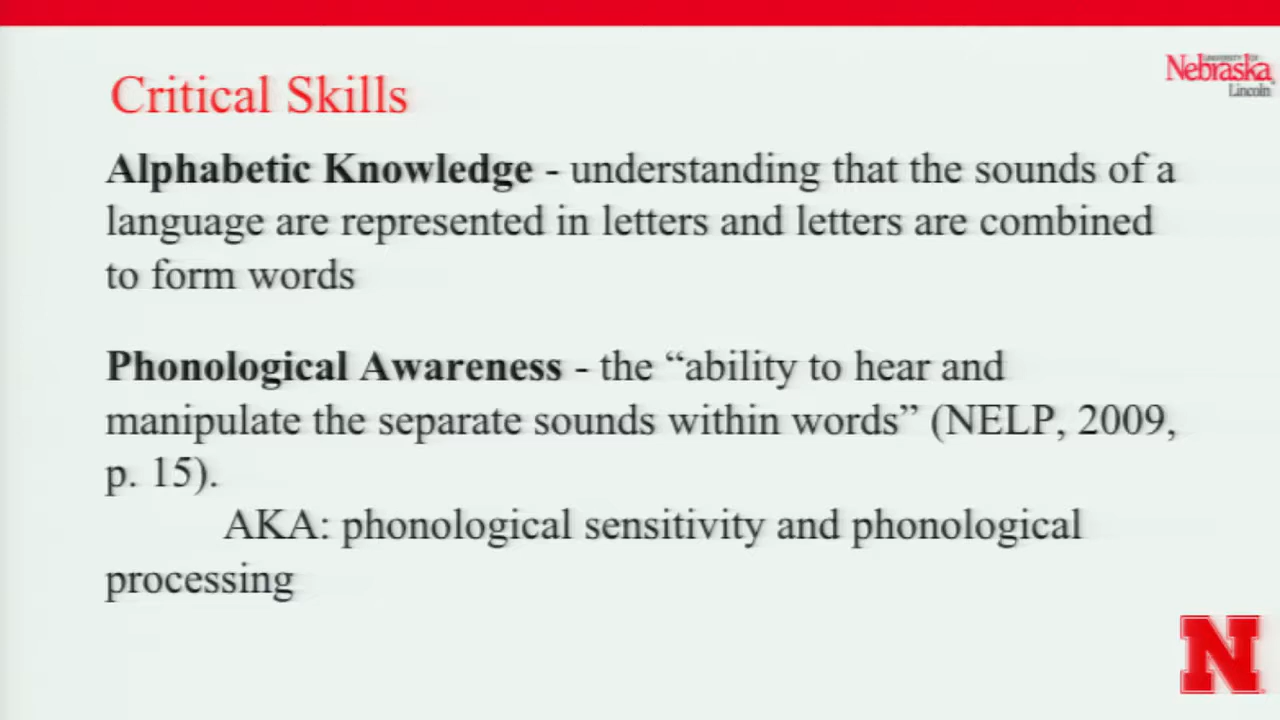 UNIVERSITY OF
Nebraska
Lincoln
Critical Skills
Alphabetic Knowledge - understanding that the sounds of a
language are represented in letters and letters are combined
to form words
Phonological Awareness - the “ability to hear and
manipulate the separate sounds within words” (NELP, 2009,
p. 15).
AKA: phonological sensitivity and phonological
processing
N